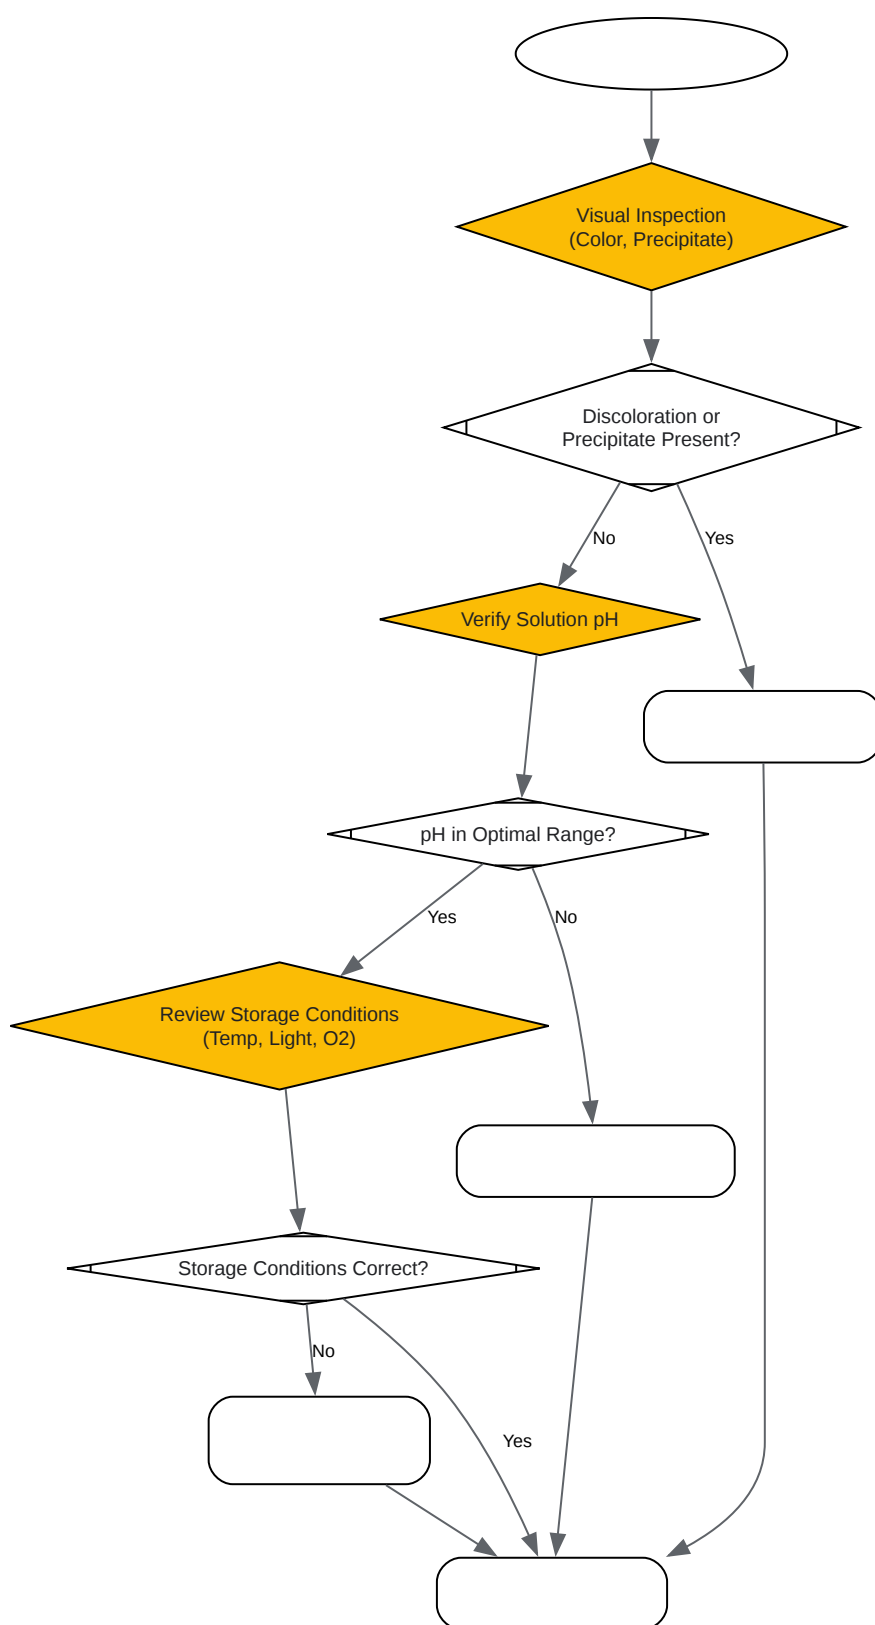 Visual Inspection
(Color, Precipitate)
Discoloration or
Precipitate Present?
No
Yes
Verify Solution pH
pH in Optimal Range?
Yes
No
Review Storage Conditions
(Temp, Light, O2)
Storage Conditions Correct?
No
Yes